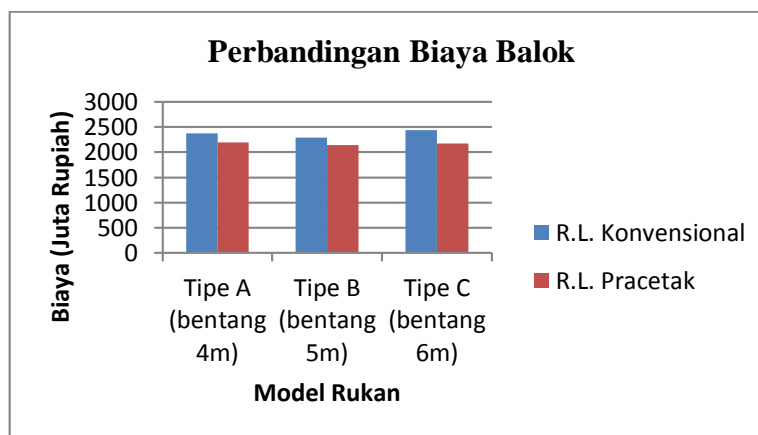 Perbandingan Biaya Balok
Biaya (Juta Rupiah)
3000
2500
2000
1500
1000
500
0
Tipe A
(bentang
4m)
Tipe B
(bentang
5m)
Tipe C
(bentang
6m)
Model Rukan
R.L. Konvensional
R.L. Pracetak